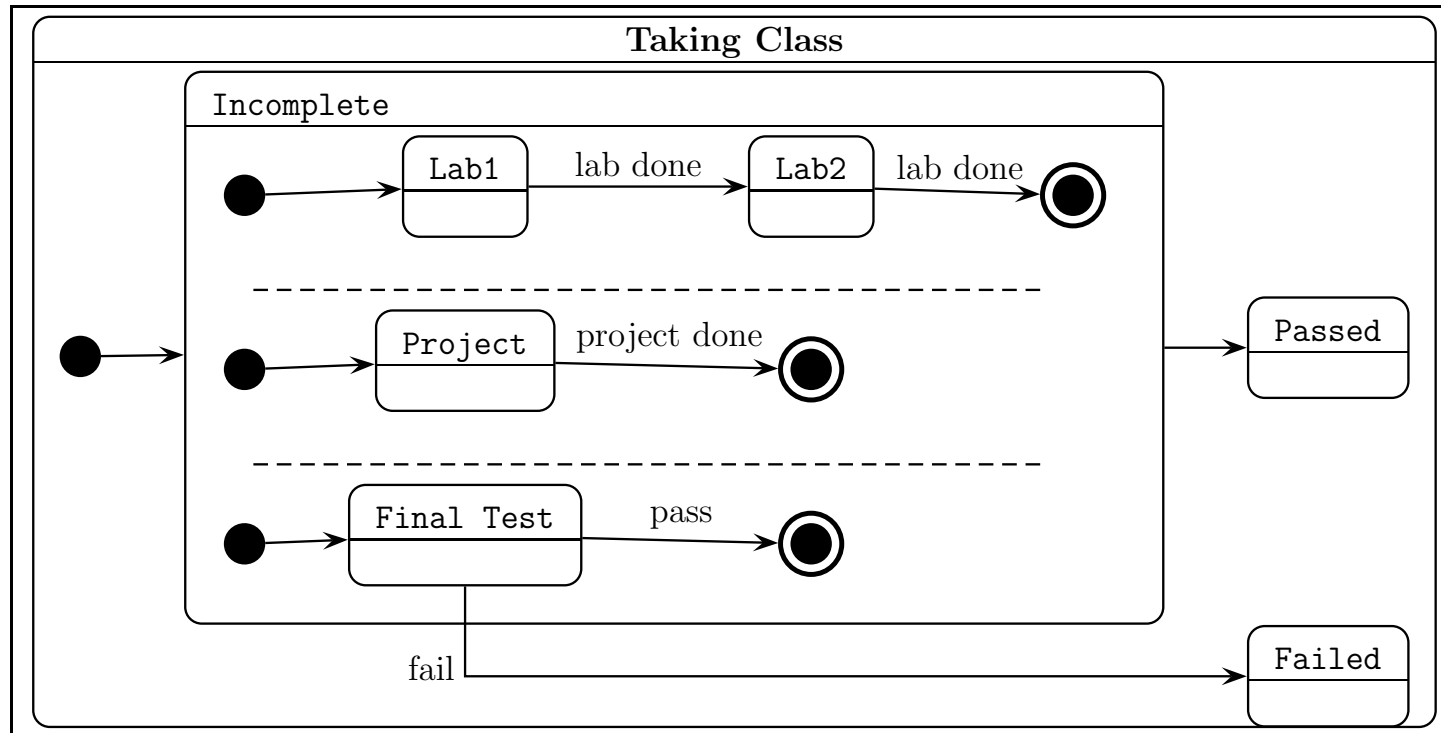 Taking Class
Incomplete
Lab1
lab done
Lab2
lab done
Project
project done
Passed
Final Test
pass
fail
Failed